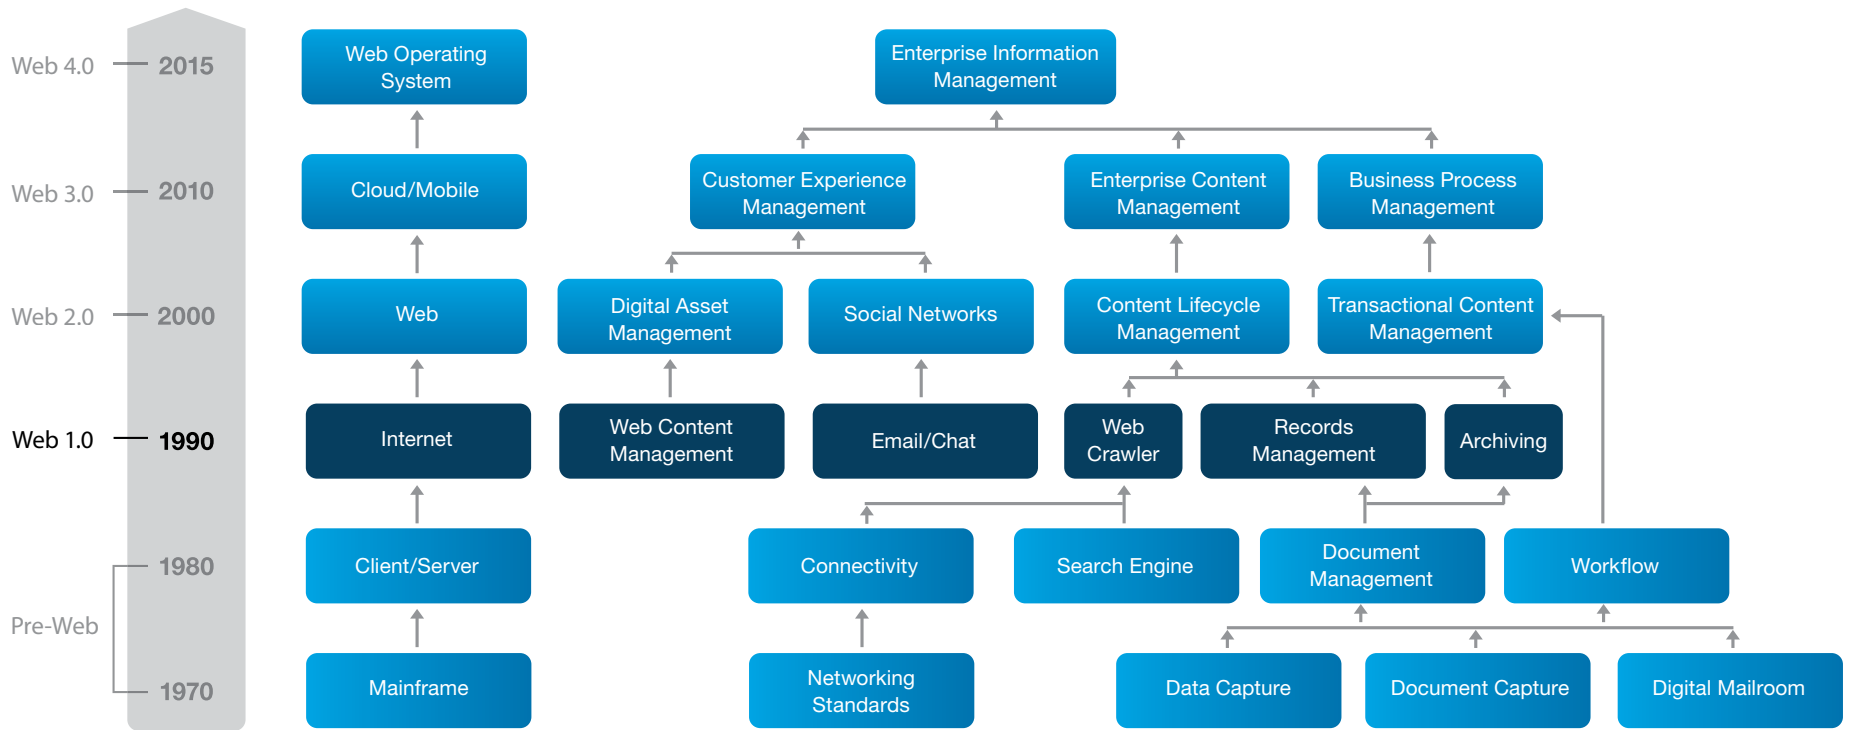 Web 4.0
2015
Web Operating
System
Enterprise Information
Management
Web 3.0
2010
Cloud/Mobile
Customer Experience
Management
Enterprise Content
Management
Business Process
Management
Web 2.0
2000
Web
Digital Asset
Management
Social Networks
Content Lifecycle
Management
Transactional Content
Management
Web 1.0
1990
Internet
Web Content
Management
Email/Chat
Web
Crawler
Records
Management
Archiving
1980
Client/Server
Connectivity
Search Engine
Document
Management
Workflow
Pre-Web
1970
Mainframe
Networking
Standards
Data Capture
Document Capture
Digital Mailroom